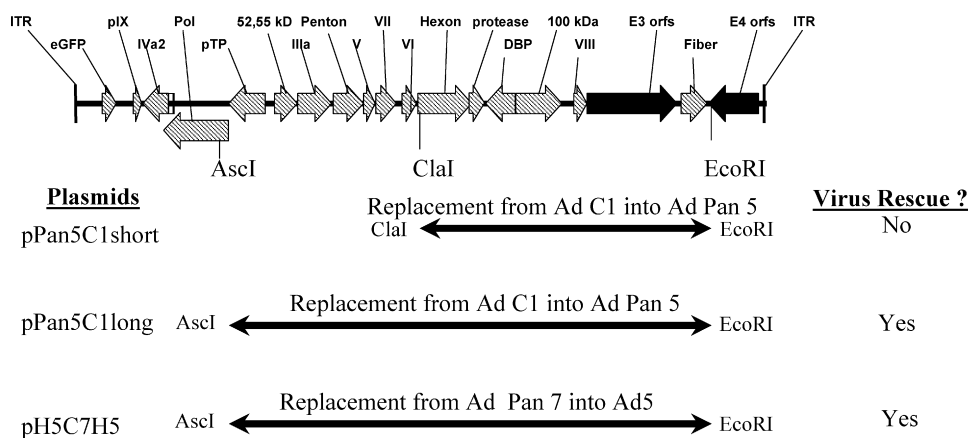 ITR pIX Pol 52,55 kD Penton VII Hexon protease 100 kDa E3 orfs E4 orfs ITR
eGFP IVa2 pTP IIIa V VI DBP VIII Fiber
AscI ClaI EcoRI
Plasmids Virus Rescue ?
Replacement from Ad C1 into Ad Pan 5
pPan5C1short ClaI EcoRI No
Replacement from Ad C1 into Ad Pan 5
pPan5C1long AscI EcoRI Yes
Replacement from Ad Pan 7 into Ad5
pH5C7H5 AscI EcoRI Yes